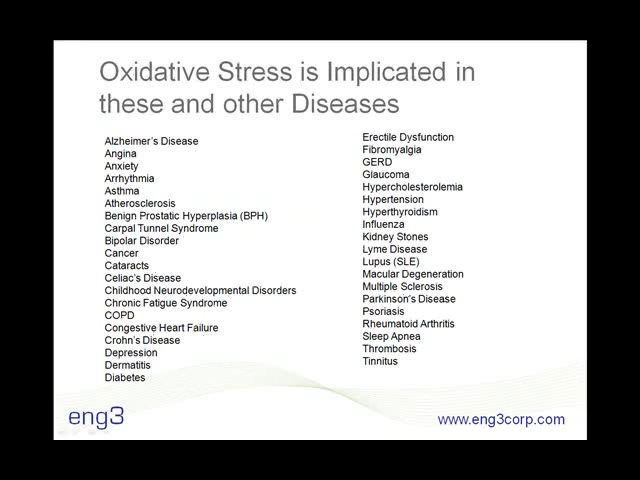 Oxidative Stress is Implicated in
these and other Diseases
Alzheimer's Disease
Angina
Anxiety
Arrhythmia
Asthma
Atherosclerosis
Benign Prostatic Hyperplasia (BPH)
Carpal Tunnel Syndrome
Bipolar Disorder
Cancer
Cataracts
Celiac's Disease
Childhood Neurodevelopmental Disorders
Chronic Fatigue Syndrome
COPD
Congestive Heart Failure
Crohn's Disease
Depression
Dermatitis
Diabetes
Erectile Dysfunction
Fibromyalgia
GERD
Glaucoma
Hypercholesterolemia
Hypertension
Hyperthyroidism
Influenza
Kidney Stones
Lyme Disease
Lupus (SLE)
Macular Degeneration
Multiple Sclerosis
Parkinson's Disease
Psoriasis
Rheumatoid Arthritis
Sleep Apnea
Thrombosis
Tinnitus
eng3
www.eng3corp.com